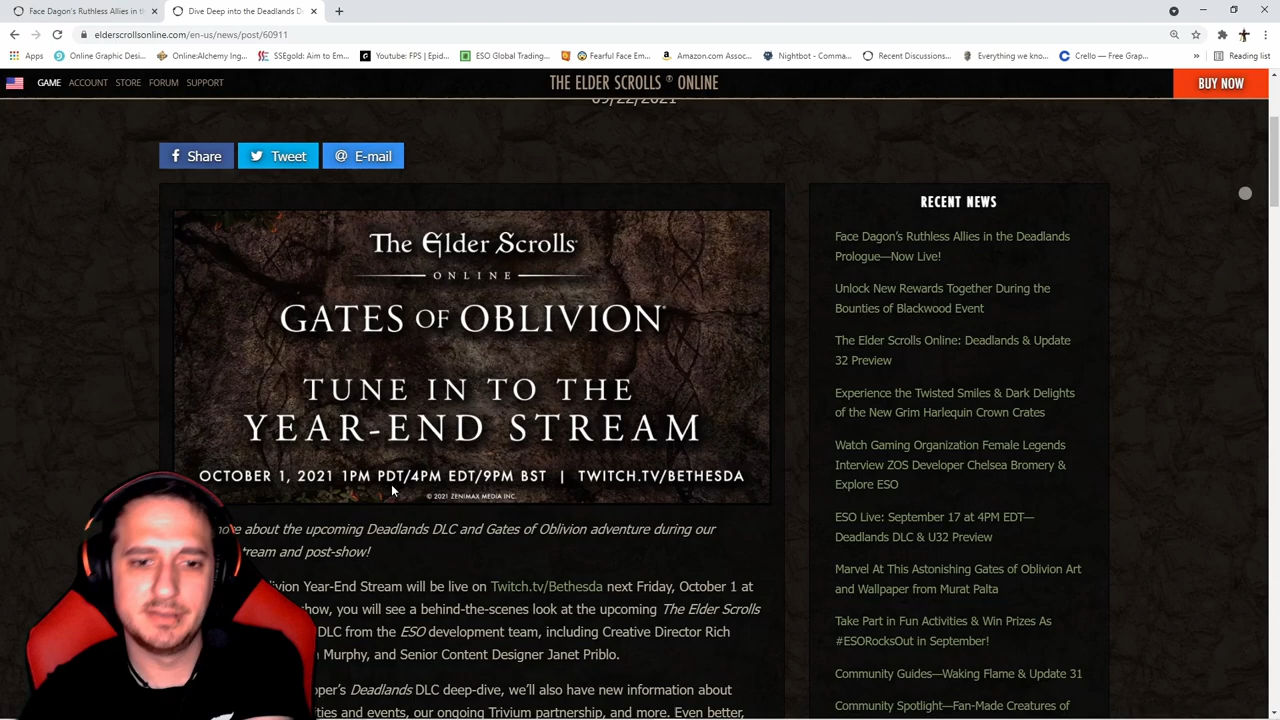 Face Dagon's Ruthless Allies in t
Dive Deep into the Deadlands D
elderscrollsonline.com/en-us/news/post/60911
Apps
Online Graphic Desi...
Online:Alchemy Ing...
SSEgold: Aim to Em...
Youtube: FPS | Epid...
ESO Global Trading...
Fearful Face Em...
Amazon.com Assoc...
Nightbot - Comma...
Recent Discussions...
Everything we kno...
Crello — Free Grap...
Reading list
GAME ACCOUNT STORE FORUM SUPPORT
THE ELDER SCROLLS ® ONLINE
BUY NOW
09/22/2021
Share
Tweet
@ E-mail
The Elder Scrolls
ONLINE
GATES OF OBLIVION
TUNE IN TO THE
YEAR-END STREAM
OCTOBER 1, 2021 1PM PDT/4PM EDT/9PM BST | TWITCH.TV/BETHESDA
© 2021 ZENIMAX MEDIA INC.
about the upcoming Deadlands DLC and Gates of Oblivion adventure during our
tream and post-show!
livion Year-End Stream will be live on Twitch.tv/Bethesda next Friday, October 1 at
show, you will see a behind-the-scenes look at the upcoming The Elder Scrolls
DLC from the ESO development team, including Creative Director Rich
Murphy, and Senior Content Designer Janet Priblo.
oper's Deadlands DLC deep-dive, we'll also have new information about
ties and events, our ongoing Trivium partnership, and more. Even better,
RECENT NEWS
Face Dagon's Ruthless Allies in the Deadlands
Prologue—Now Live!
Unlock New Rewards Together During the
Bounties of Blackwood Event
The Elder Scrolls Online: Deadlands & Update
32 Preview
Experience the Twisted Smiles & Dark Delights
of the New Grim Harlequin Crown Crates
Watch Gaming Organization Female Legends
Interview ZOS Developer Chelsea Bromery &
Explore ESO
ESO Live: September 17 at 4PM EDT—
Deadlands DLC & U32 Preview
Marvel At This Astonishing Gates of Oblivion Art
and Wallpaper from Murat Palta
Take Part in Fun Activities & Win Prizes As
#ESORocksOut in September!
Community Guides—Waking Flame & Update 31
Community Spotlight—Fan-Made Creatures of